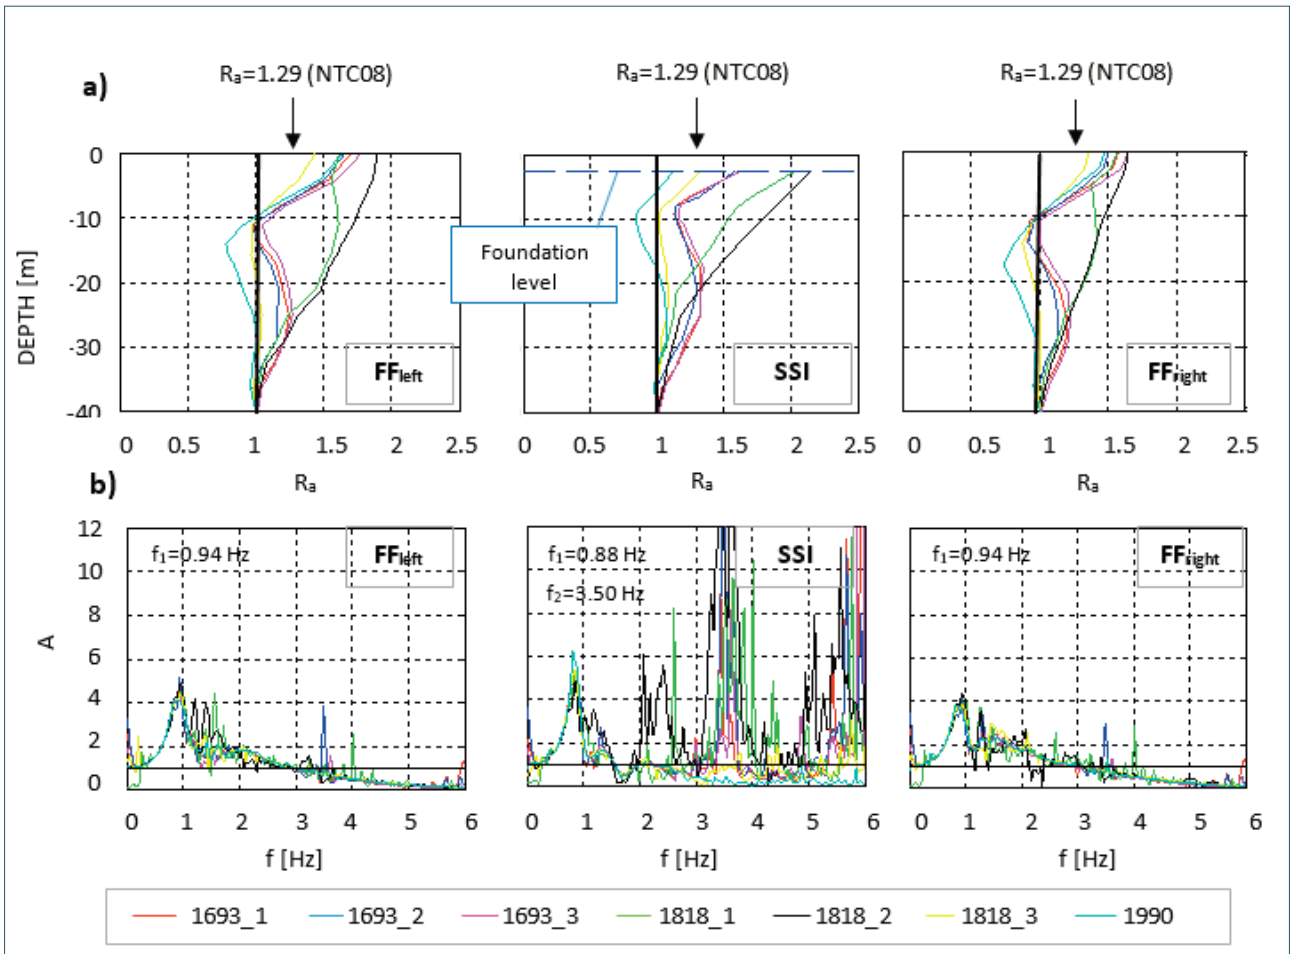 a)
Rₐ=1.29 (NTC08) Rₐ=1.29 (NTC08) Rₐ=1.29 (NTC08)
0
-10
-20
-30
-40
DEPTH [m]
Foundation
level
FFleft SSI FFright
0 0.5 1 1.5 2 2.5 0 0.5 1 1.5 2 2.5 0 0.5 1 1.5 2 2.5
Rₐ Rₐ Rₐ
b)
12
10
8
6
4
2
0
A
f₁=0.94 Hz FFleft
f₁=0.88 Hz SSI
f₂=3.50 Hz
f₁=0.94 Hz FFright
0 1 2 3 4 5 6 0 1 2 3 4 5 6 0 1 2 3 4 5 6
f [Hz] f [Hz] f [Hz]
1693_1 1693_2 1693_3 1818_1 1818_2 1818_3 1990